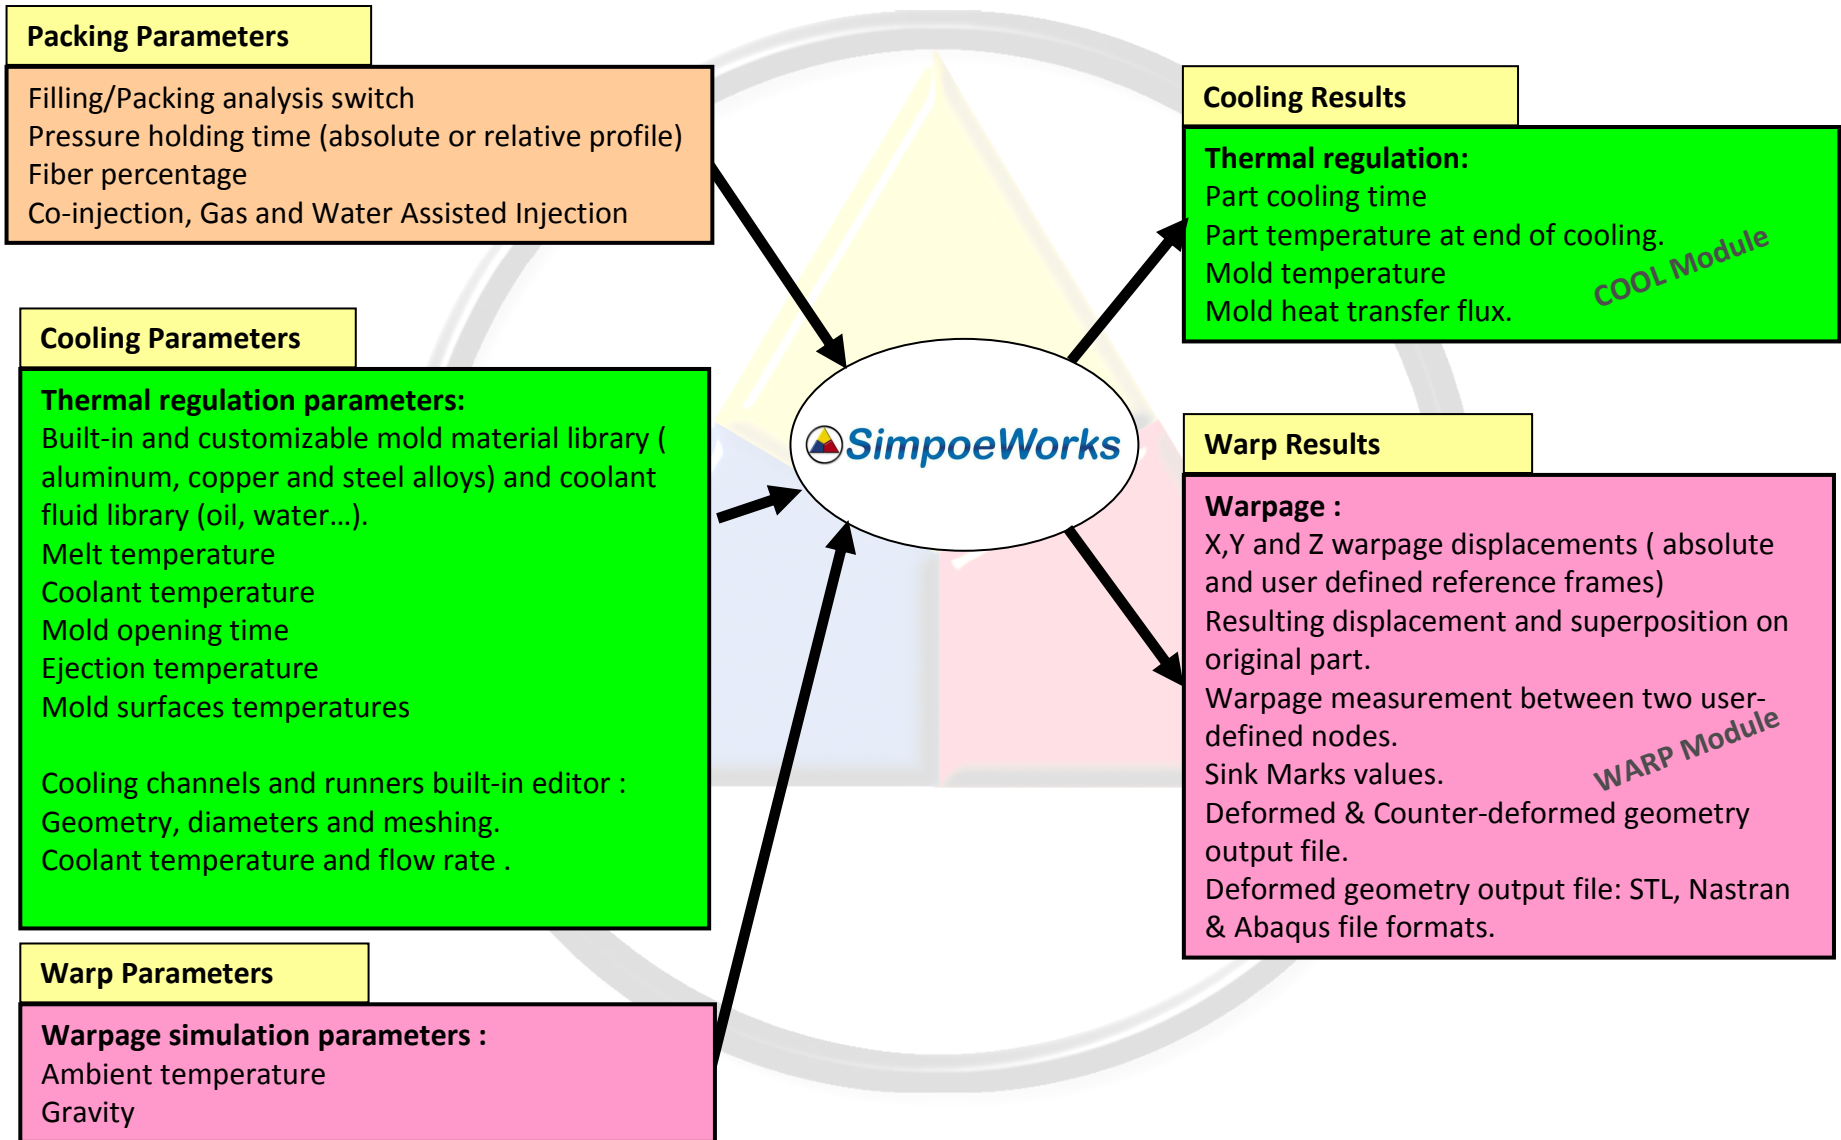 Packing Parameters
Filling/Packing analysis switch
Pressure holding time (absolute or relative profile)
Fiber percentage
Co-injection, Gas and Water Assisted Injection
Cooling Parameters
Thermal regulation parameters:
Built-in and customizable mold material library (
aluminum, copper and steel alloys) and coolant
fluid library (oil, water…).
Melt temperature
Coolant temperature
Mold opening time
Ejection temperature
Mold surfaces temperatures
Cooling channels and runners built-in editor :
Geometry, diameters and meshing.
Coolant temperature and flow rate .
Warp Parameters
Warpage simulation parameters :
Ambient temperature
Gravity
SimpoeWorks
Cooling Results
Thermal regulation:
Part cooling time
Part temperature at end of cooling.
Mold temperature
Mold heat transfer flux.
COOL Module
Warp Results
Warpage :
X,Y and Z warpage displacements ( absolute
and user defined reference frames)
Resulting displacement and superposition on
original part.
Warpage measurement between two user-
defined nodes.
Sink Marks values.
Deformed & Counter-deformed geometry
output file.
Deformed geometry output file: STL, Nastran
& Abaqus file formats.
WARP Module